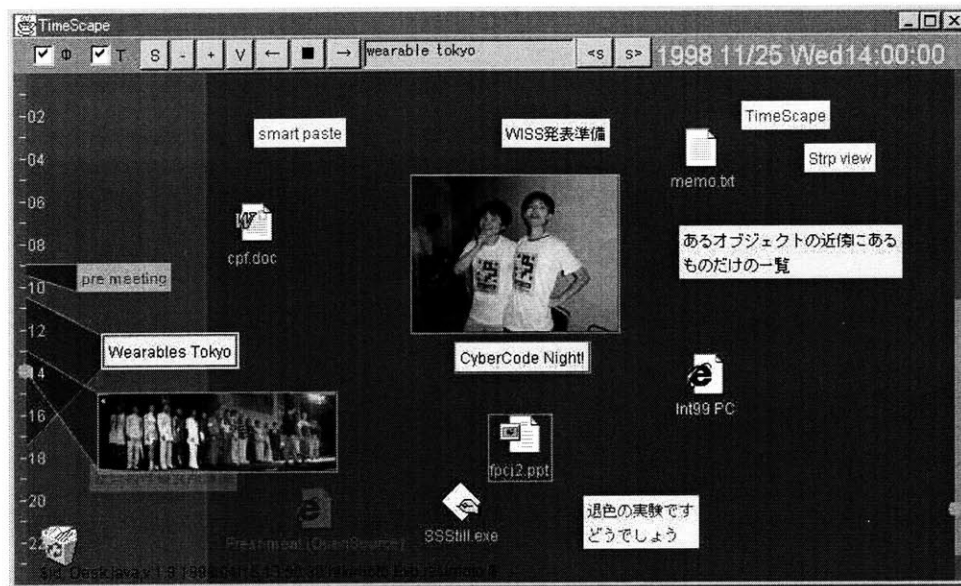 TimeScape
Φ T S - + V ← ■ → wearable tokyo <s s> 1998 11/25 Wed14:00:00
02
04
06
08
10
12
14
16
18
20
22
smart paste
WISS発表準備
TimeScape
memo.txt
Strp view
cpf.doc
あるオブジェクトの近傍にある
ものだけの一覧
pre meeting
Wearables Tokyo
CyberCode Night!
Int99 PC
fpcj2.ppt
SSStill.exe
退色の実験です
どうでしょう